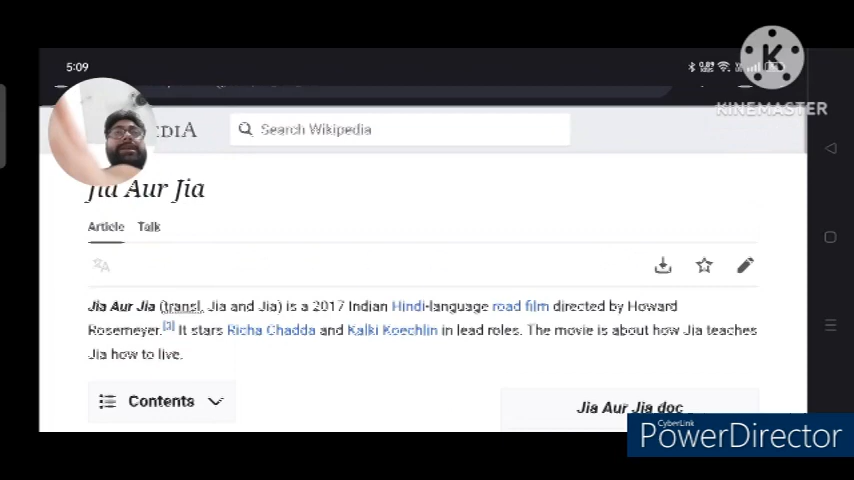 5:09
KINEMASTER
Search Wikipedia
Jia Aur Jia
Article Talk
Jia Aur Jia (transl. Jia and Jia) is a 2017 Indian Hindi-language road film directed by Howard
Rosemeyer.[3] It stars Richa Chadda and Kalki Koechlin in lead roles. The movie is about how Jia teaches
Jia how to live.
Contents
Jia Aur Jia doc
CyberLink
PowerDirector